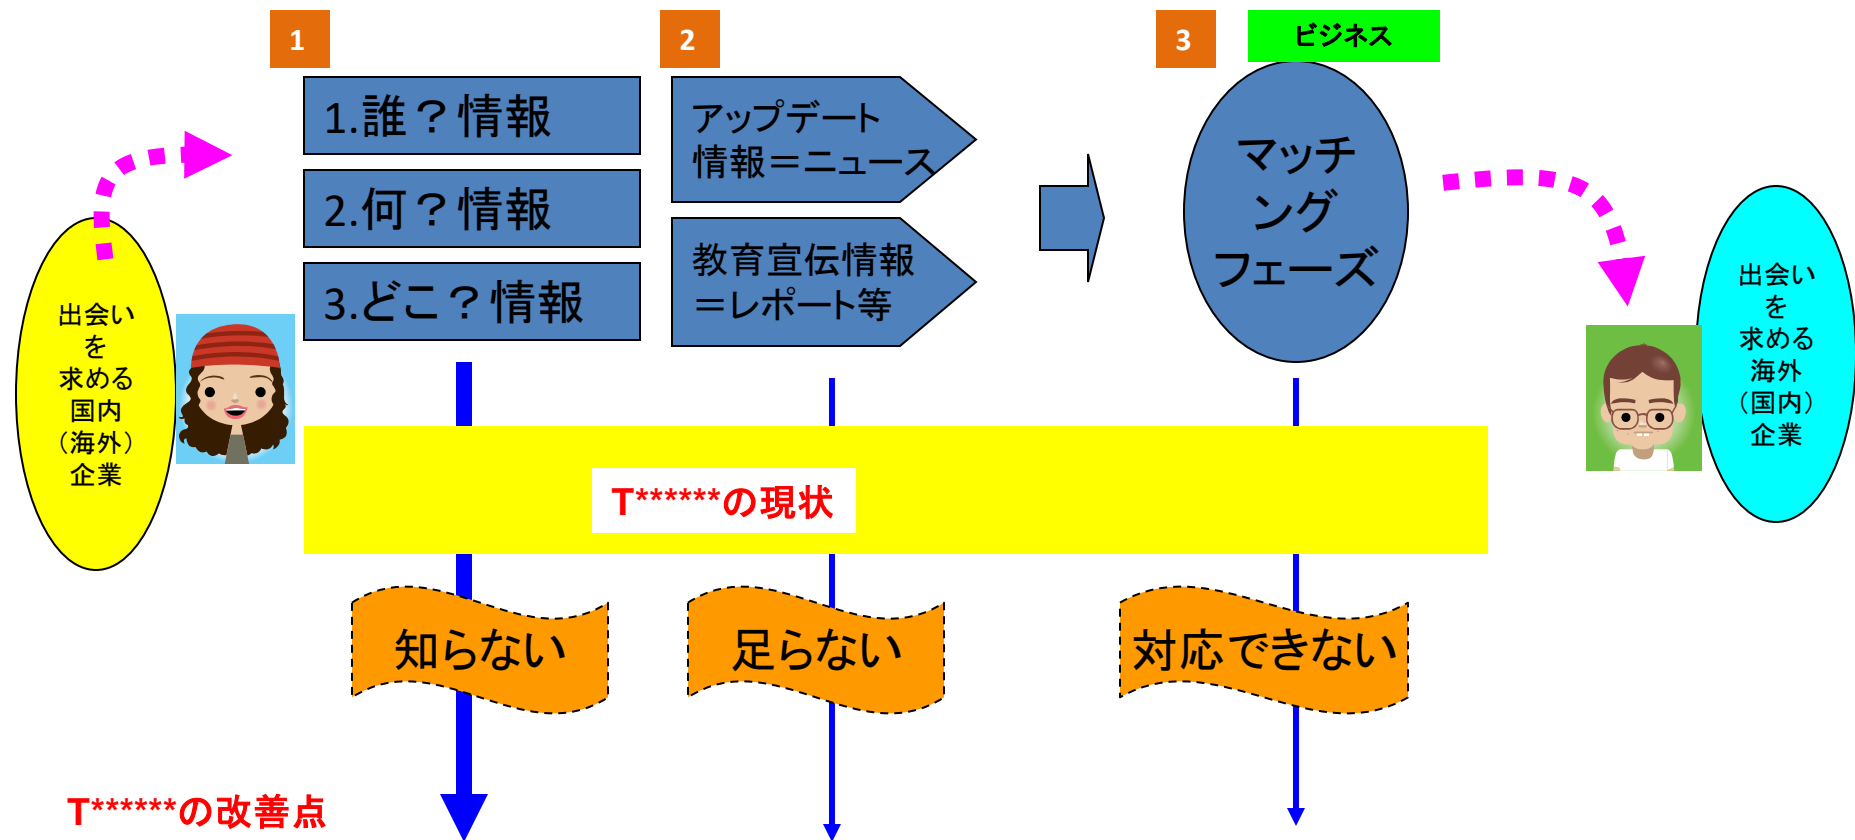 1
2
3
ビジネス
1.誰？情報
2.何？情報
3.どこ？情報
アップデート
情報＝ニュース
教育宣伝情報
＝レポート等
マッチ
ング
フェーズ
出会い
を
求める
国内
（海外）
企業
出会い
を
求める
海外
（国内）
企業
T******の現状
知らない
足らない
対応できない
T******の改善点